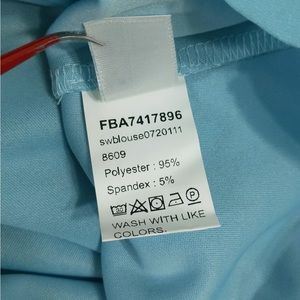 FBA7417896
swblouse0720111
8609
Polyester : 95%
Spandex : 5%
WASH WITH LIKE
COLORS.